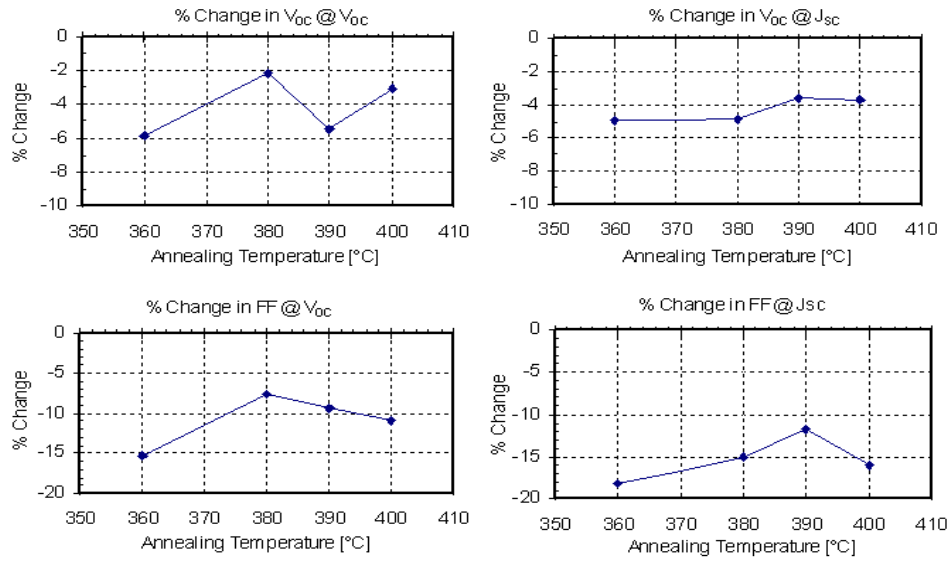 % Change in Voc @ Voc
0
-2
-4
-6
-8
-10
% Change
350 360 370 380 390 400 410
Annealing Temperature [°C]
% Change in Voc @ Jsc
0
-2
-4
-6
-8
-10
% Change
350 360 370 380 390 400 410
Annealing Temperature [°C]
% Change in FF @ Voc
0
-5
-10
-15
-20
% Change
350 360 370 380 390 400 410
Annealing Temperature [°C]
% Change in FF @ Jsc
0
-5
-10
-15
-20
% Change
350 360 370 380 390 400 410
Annealing Temperature [°C]